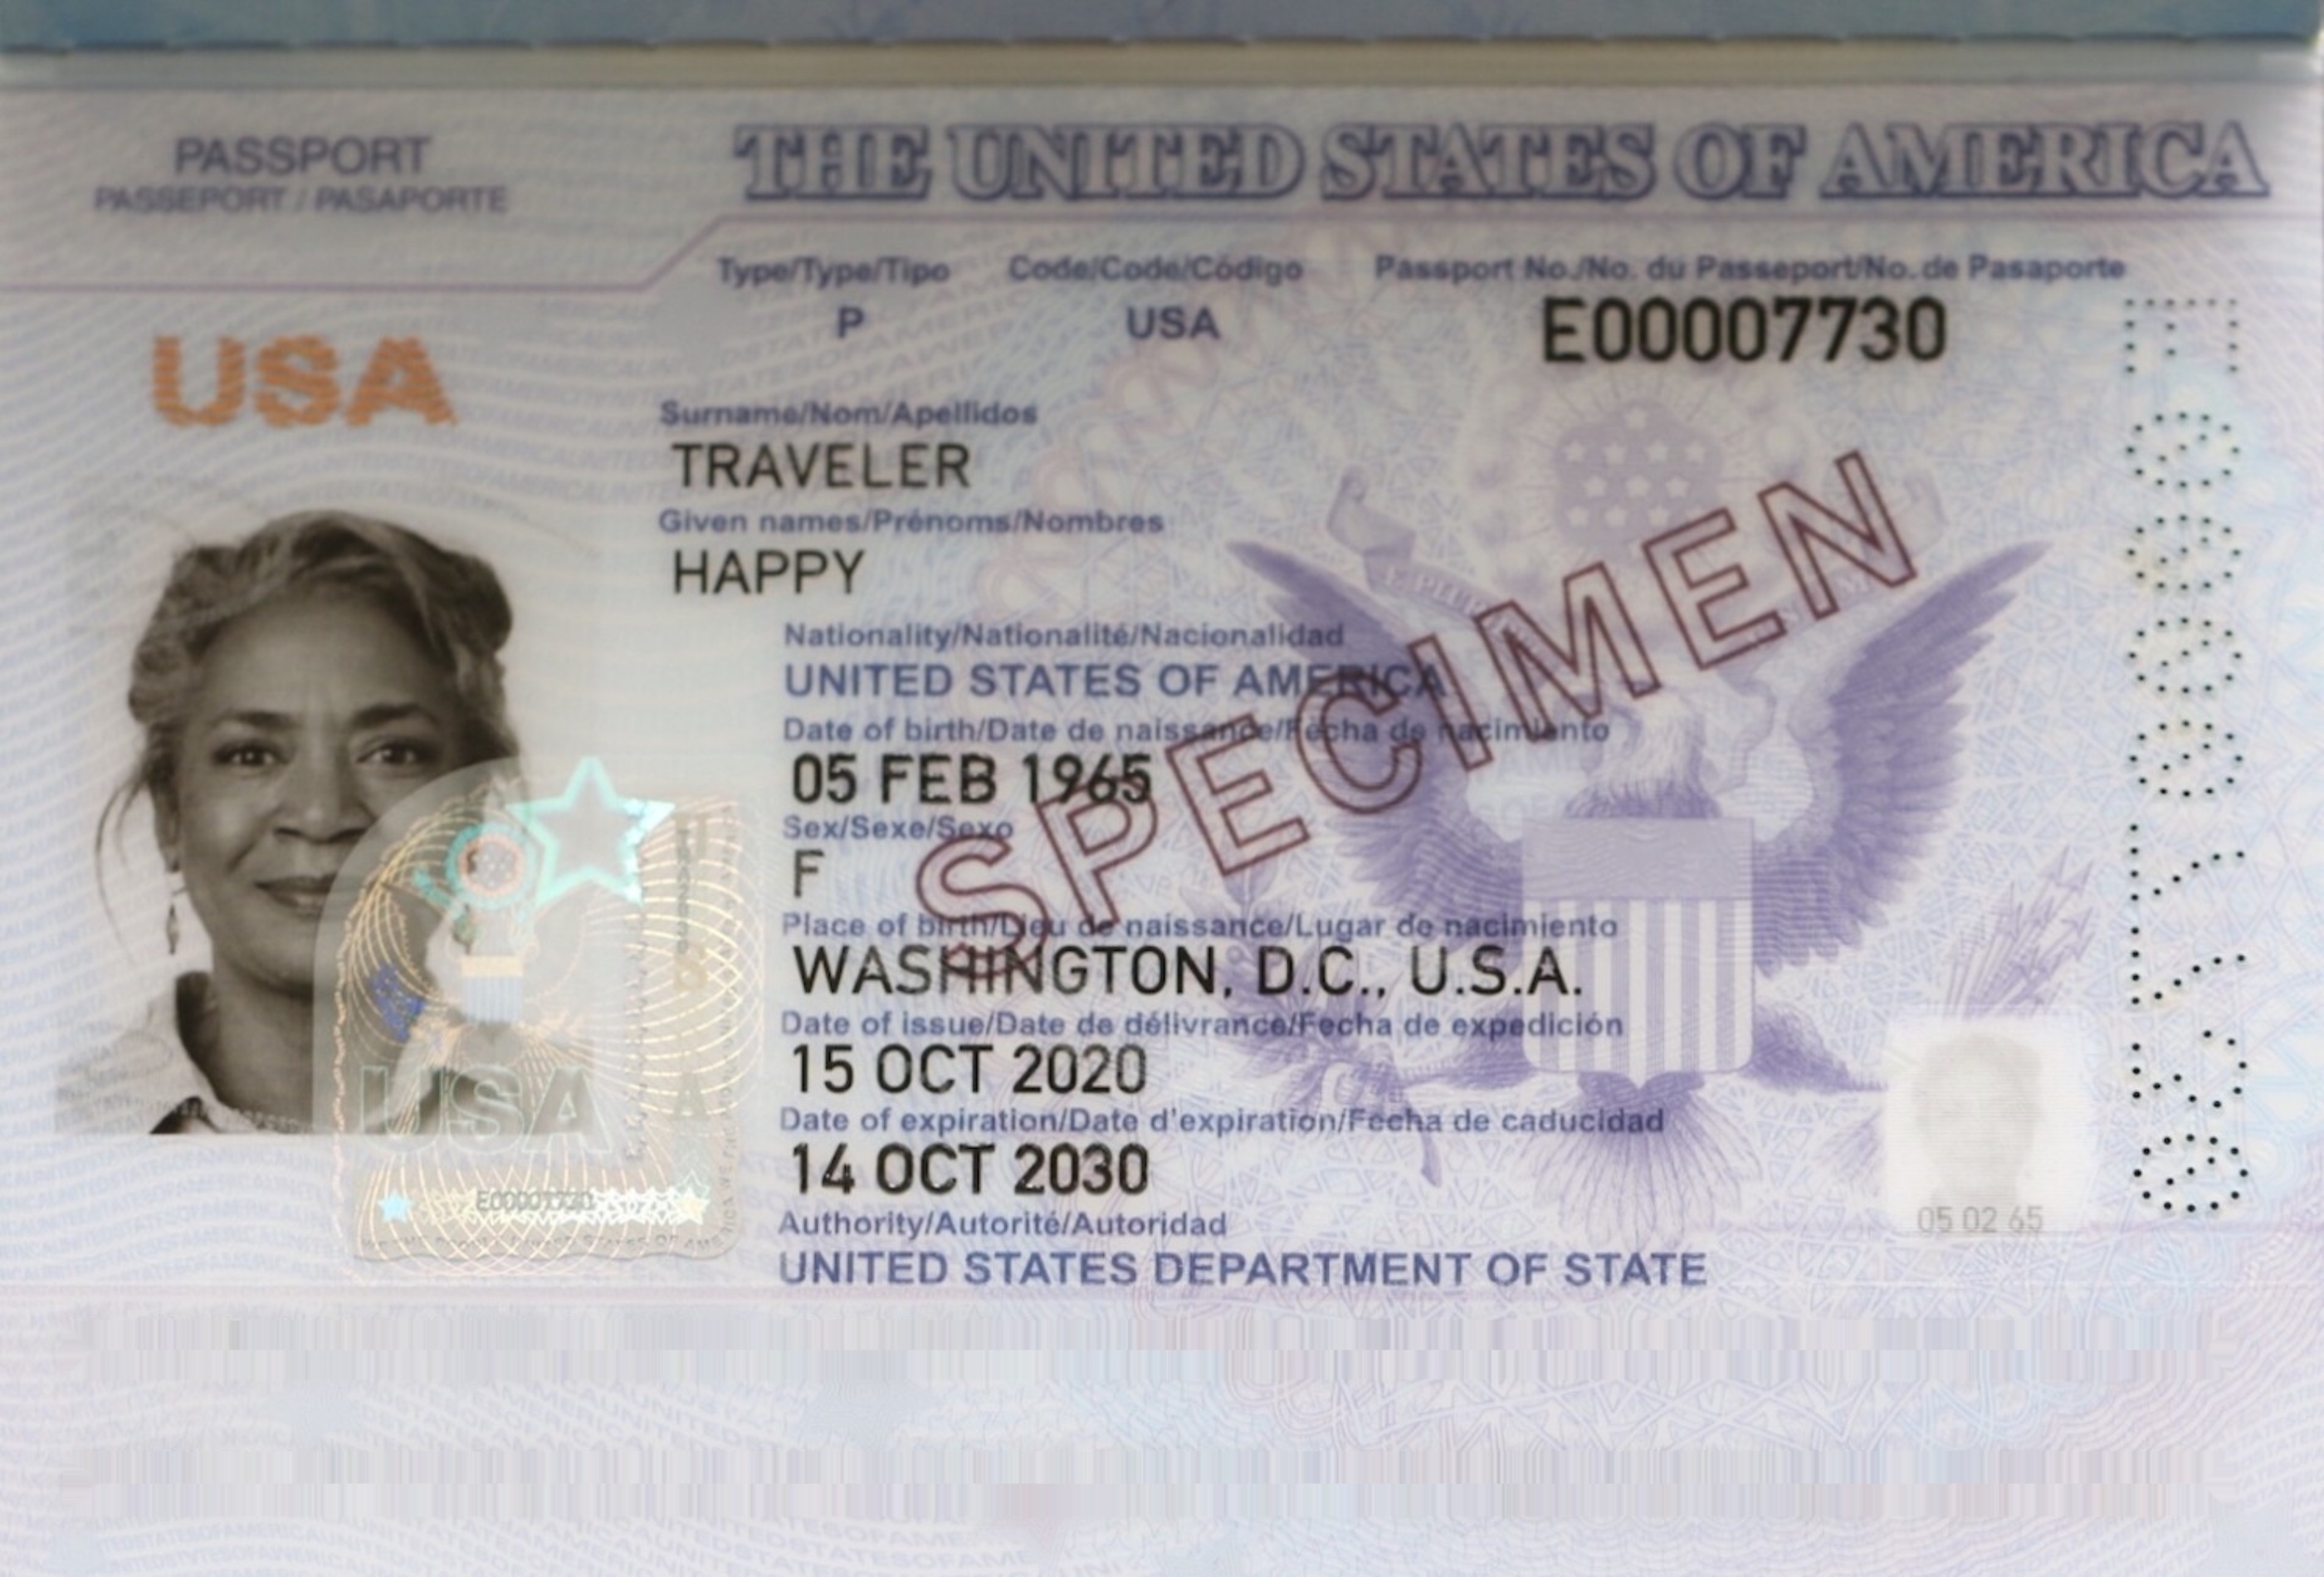 PASSPORT
PASSEPORT / PASAPORTE
THE UNITED STATES OF AMERICA
Type/Type/Tipo Code/Code/Código Passport No./No. du Passeport/No. de Pasaporte
P USA E00007730
USA
Surname/Nom/Apellidos
TRAVELER
Given names/Prénoms/Nombres
HAPPY
Nationality/Nationalité/Nacionalidad
UNITED STATES OF AMERICA
Date of birth/Date de naissance/Fecha de nacimiento
05 FEB 1965
Sex/Sexe/Sexo
F
Place of birth/Lieu de naissance/Lugar de nacimiento
WASHINGTON, D.C., U.S.A.
Date of issue/Date de délivrance/Fecha de expedición
15 OCT 2020
Date of expiration/Date d'expiration/Fecha de caducidad
14 OCT 2030
Authority/Autorité/Autoridad
UNITED STATES DEPARTMENT OF STATE
SPECIMEN
USA
E00007730
05 02 65
E00007730